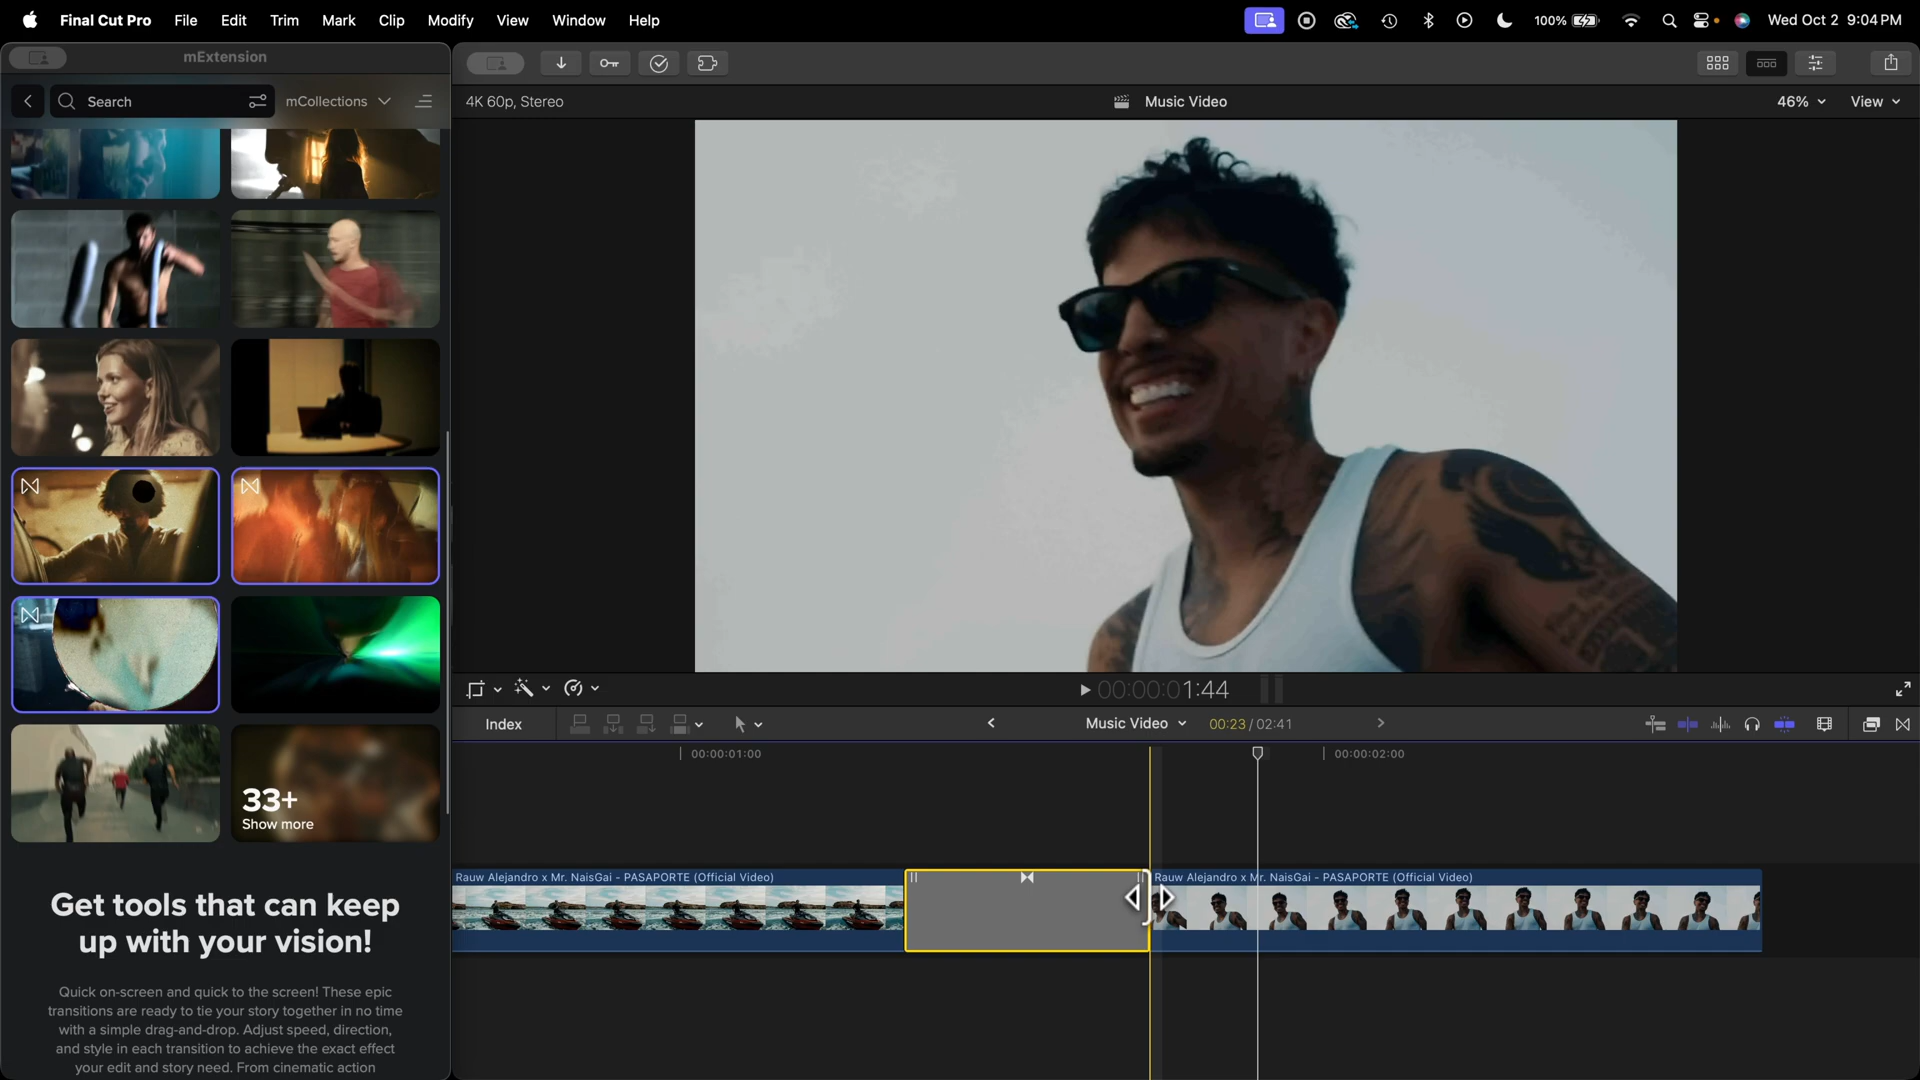 Final Cut Pro File Edit Trim Mark Clip Modify View Window Help
100%
Wed Oct 2 9:04 PM
mExtension
Search
mCollections
4K 60p, Stereo
Music Video
46%
View
33+
Show more
Get tools that can keep
up with your vision!
Quick on-screen and quick to the screen! These epic
transitions are ready to tie your story together in no time
with a simple drag-and-drop. Adjust speed, direction,
and style in each transition to achieve the exact effect
your edit and story need. From cinematic action
00:00:01:44
Index
Music Video
00:23 / 02:41
00:00:01:00
00:00:02:00
Rauw Alejandro x Mr. NaisGai - PASAPORTE (Official Video)
Rauw Alejandro x Mr. NaisGai - PASAPORTE (Official Video)